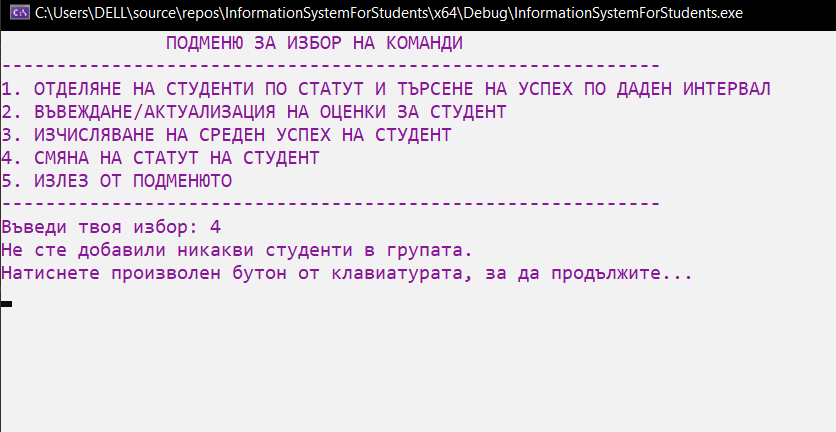 C:\Users\DELL\source\repos\InformationSystemForStudents\x64\Debug\InformationSystemForStudents.exe
ПОДМЕНЮ ЗА ИЗБОР НА КОМАНДИ
------------------------------------------------------------
1. ОТДЕЛЯНЕ НА СТУДЕНТИ ПО СТАТУТ И ТЪРСЕНЕ НА УСПЕХ ПО ДАДЕН ИНТЕРВАЛ
2. ВЪВЕЖДАНЕ/АКТУАЛИЗАЦИЯ НА ОЦЕНКИ ЗА СТУДЕНТ
3. ИЗЧИСЛЯВАНЕ НА СРЕДЕН УСПЕХ НА СТУДЕНТ
4. СМЯНА НА СТАТУТ НА СТУДЕНТ
5. ИЗЛЕЗ ОТ ПОДМЕНЮТО
------------------------------------------------------------
Въведи твоя избор: 4
Не сте добавили никакви студенти в групата.
Натиснете произволен бутон от клавиатурата, за да продължите...